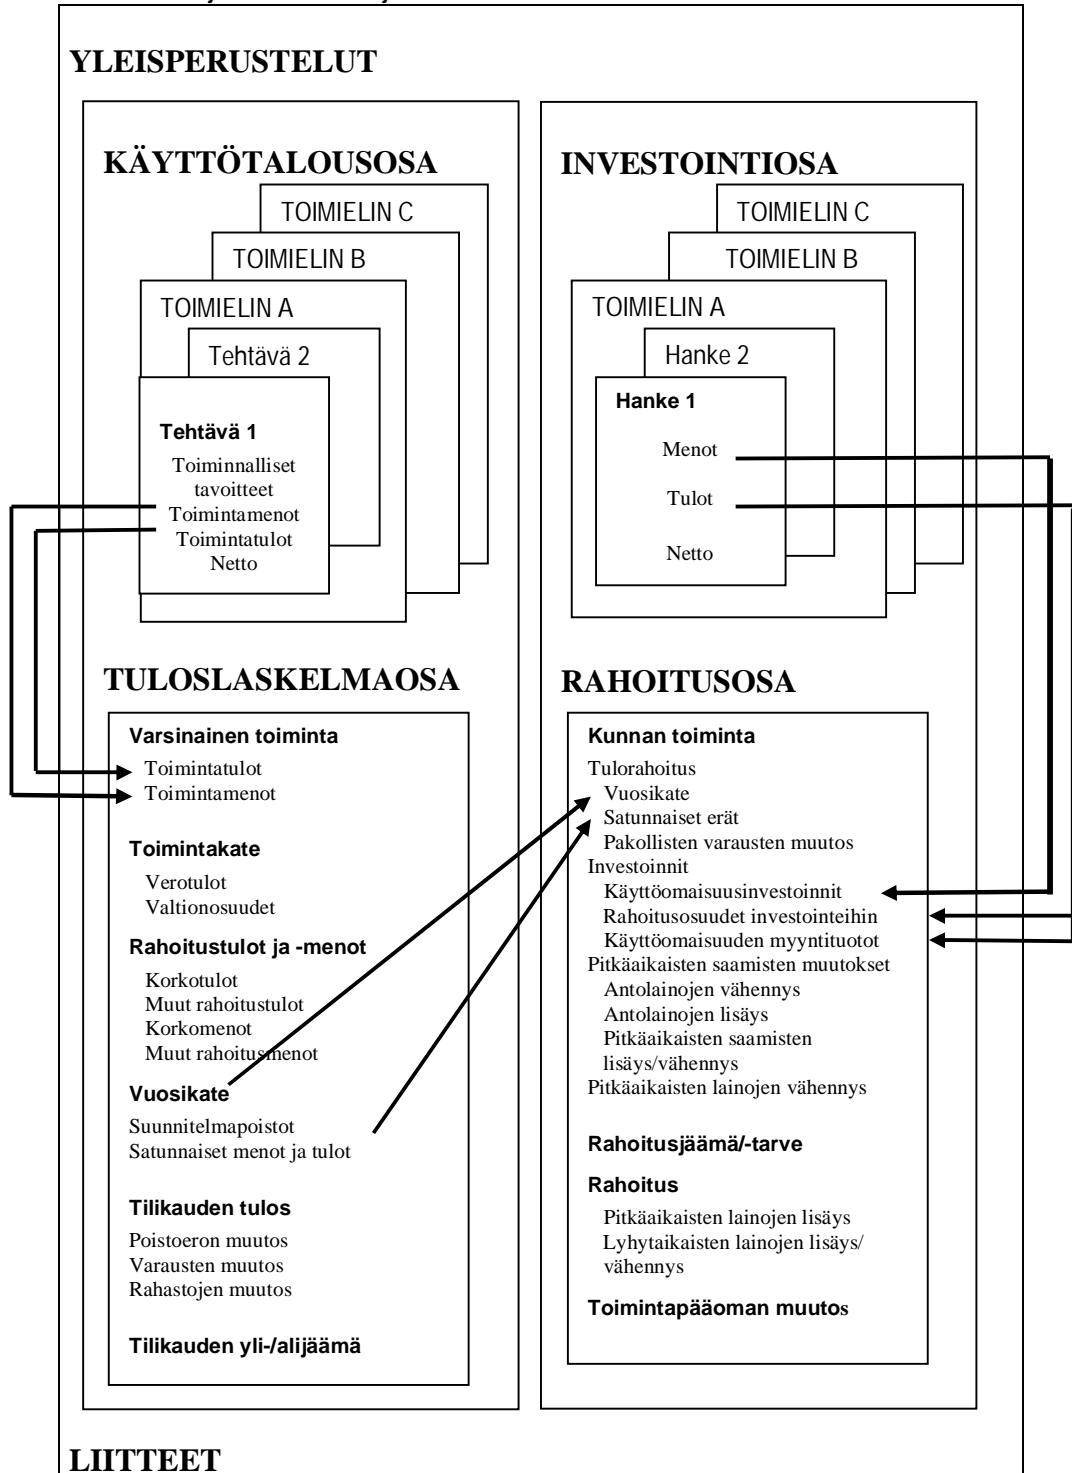 YLEISPERUSTELUT
KÄYTTÖTALOUSOSA
TOIMIELIN C
TOIMIELIN B
TOIMIELIN A
Tehtävä 2
Tehtävä 1
Toiminnalliset
tavoitteet
Toimintamenot
Toimintatulot
Netto
INVESTOINTIOSA
TOIMIELIN C
TOIMIELIN B
TOIMIELIN A
Hanke 2
Hanke 1
Menot
Tulot
Netto
TULOSLASKELMAOSA
Varsinainen toiminta
Toimintatulot
Toimintamenot
Toimintakate
Verotulot
Valtionosuudet
Rahoitustulot ja -menot
Korkotulot
Muut rahoitustulot
Korkomenot
Muut rahoitusmenot
Vuosikate
Suunnitelmapoistot
Satunnaiset menot ja tulot
Tilikauden tulos
Poistoeron muutos
Varausten muutos
Rahastojen muutos
Tilikauden yli-/alijäämä
RAHOITUSOSA
Kunnan toiminta
Tulorahoitus
Vuosikate
Satunnaiset erät
Pakollisten varausten muutos
Investoinnit
Käyttöomaisuusinvestoinnit
Rahoitusosuudet investointeihin
Käyttöomaisuuden myyntituotot
Pitkäaikaisten saamisten muutokset
Antolainojen vähennys
Antolainojen lisäys
Pitkäaikaisten saamisten
lisäys/vähennys
Pitkäaikaisten lainojen vähennys
Rahoitusjäämä/-tarve
Rahoitus
Pitkäaikaisten lainojen lisäys
Lyhytaikaisten lainojen lisäys/
vähennys
Toimintapääoman muutos
LIITTEET